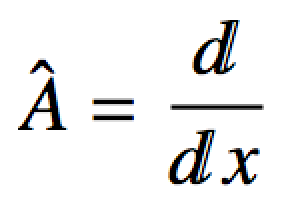 Â = ⅆ/ⅆx